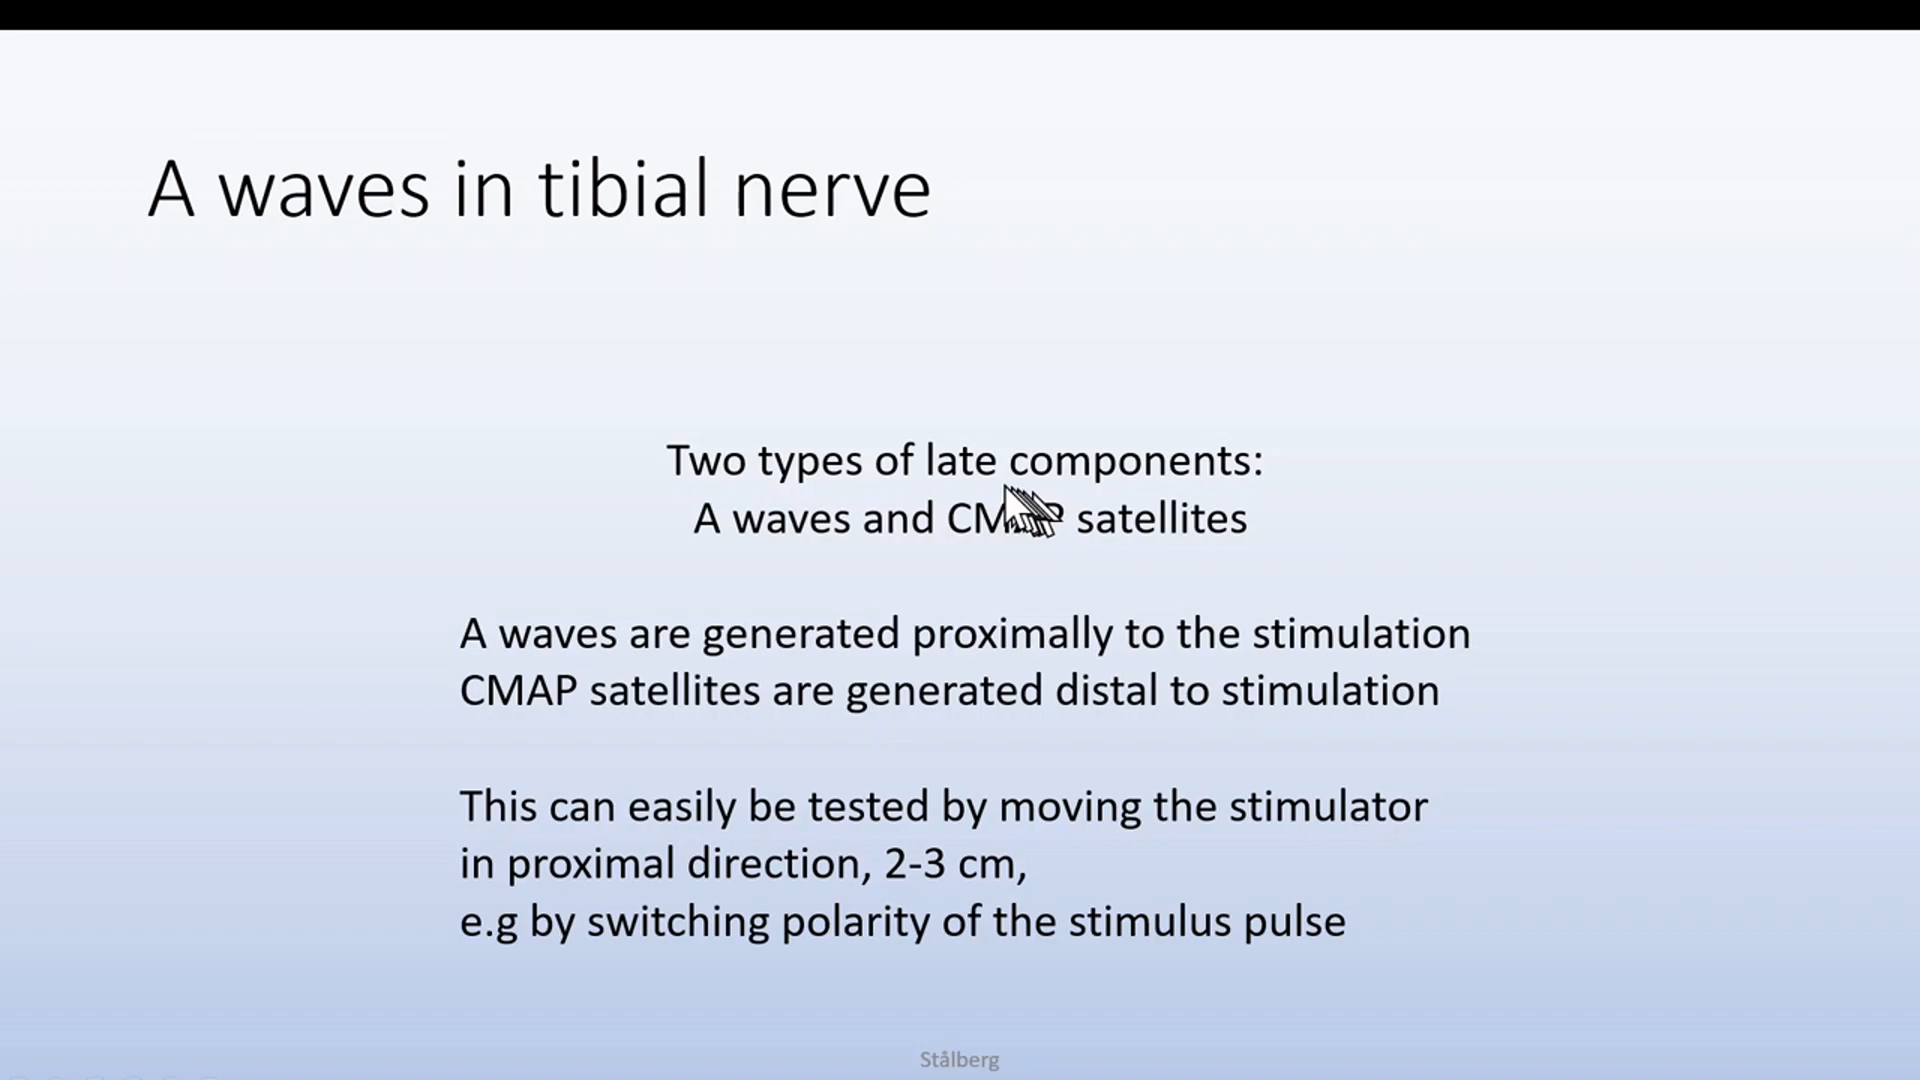 A waves in tibial nerve
Two types of late components:
A waves and CMAP satellites
A waves are generated proximally to the stimulation
CMAP satellites are generated distal to stimulation
This can easily be tested by moving the stimulator
in proximal direction, 2-3 cm,
e.g by switching polarity of the stimulus pulse
Stålberg